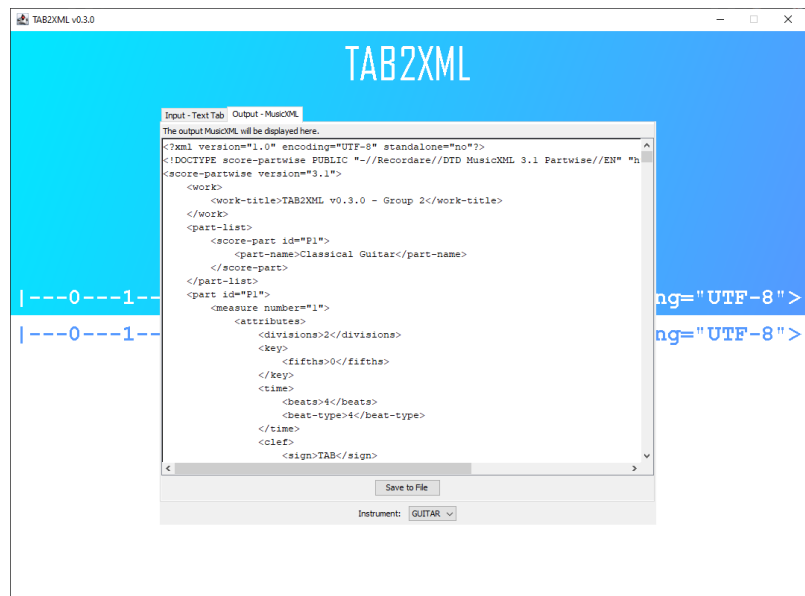 TAB2XML v0.3.0
TAB2XML
Input - Text Tab Output - MusicXML
The output MusicXML will be displayed here.
<?xml version="1.0" encoding="UTF-8" standalone="no"?>
<!DOCTYPE score-partwise PUBLIC "-//Recordare//DTD MusicXML 3.1 Partwise//EN" "h
<score-partwise version="3.1">
<work>
<work-title>TAB2XML v0.3.0 - Group 2</work-title>
</work>
<part-list>
<score-part id="P1">
<part-name>Classical Guitar</part-name>
</score-part>
</part-list>
<part id="P1">
<measure number="1">
<attributes>
<divisions>2</divisions>
<key>
<fifths>0</fifths>
</key>
<time>
<beats>4</beats>
<beat-type>4</beat-type>
</time>
<clef>
<sign>TAB</sign>
|---0---1-- ng="UTF-8">
|---0---1-- ng="UTF-8">
Save to File
Instrument: GUITAR